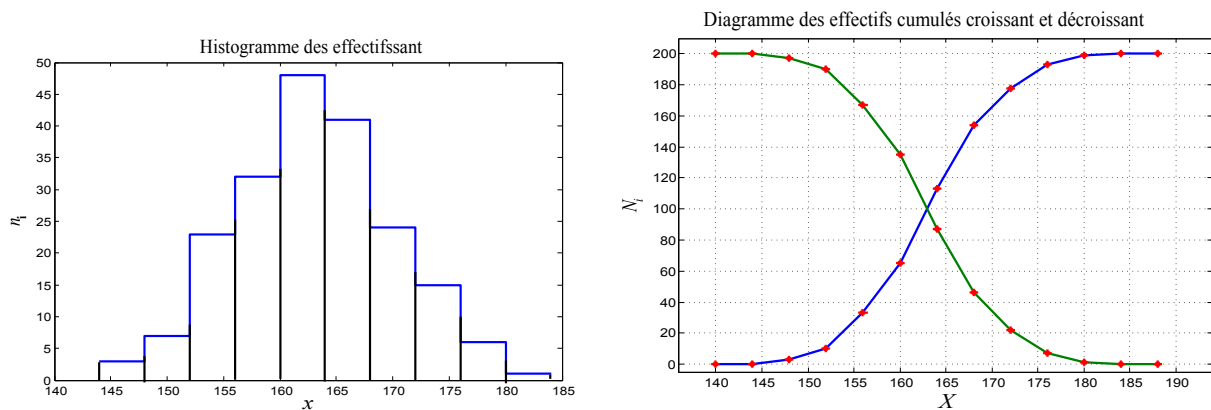 Histogramme des effectifssant
50
45
40
35
30
25
20
15
10
5
0
140 145 150 155 160 165 170 175 180 185
n_i
x
Diagramme des effectifs cumulés croissant et décroissant
200
180
160
140
120
100
80
60
40
20
0
140 145 150 155 160 165 170 175 180 185 190
N_i
X